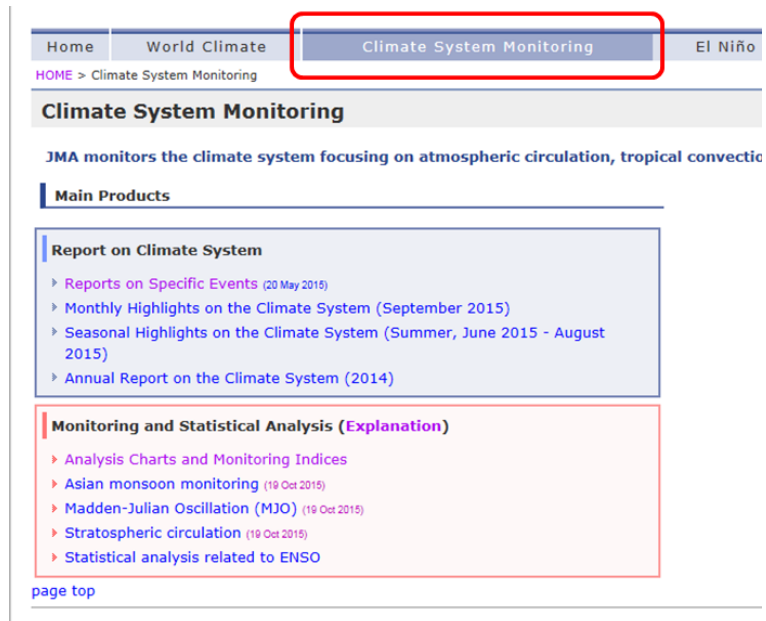 Home World Climate Climate System Monitoring El Niño
HOME > Climate System Monitoring
Climate System Monitoring
JMA monitors the climate system focusing on atmospheric circulation, tropical convectio
Main Products
Report on Climate System
Reports on Specific Events (20 May 2015)
Monthly Highlights on the Climate System (September 2015)
Seasonal Highlights on the Climate System (Summer, June 2015 - August
2015)
Annual Report on the Climate System (2014)
Monitoring and Statistical Analysis (Explanation)
Analysis Charts and Monitoring Indices
Asian monsoon monitoring (19 Oct 2015)
Madden-Julian Oscillation (MJO) (19 Oct 2015)
Stratospheric circulation (19 Oct 2015)
Statistical analysis related to ENSO
page top